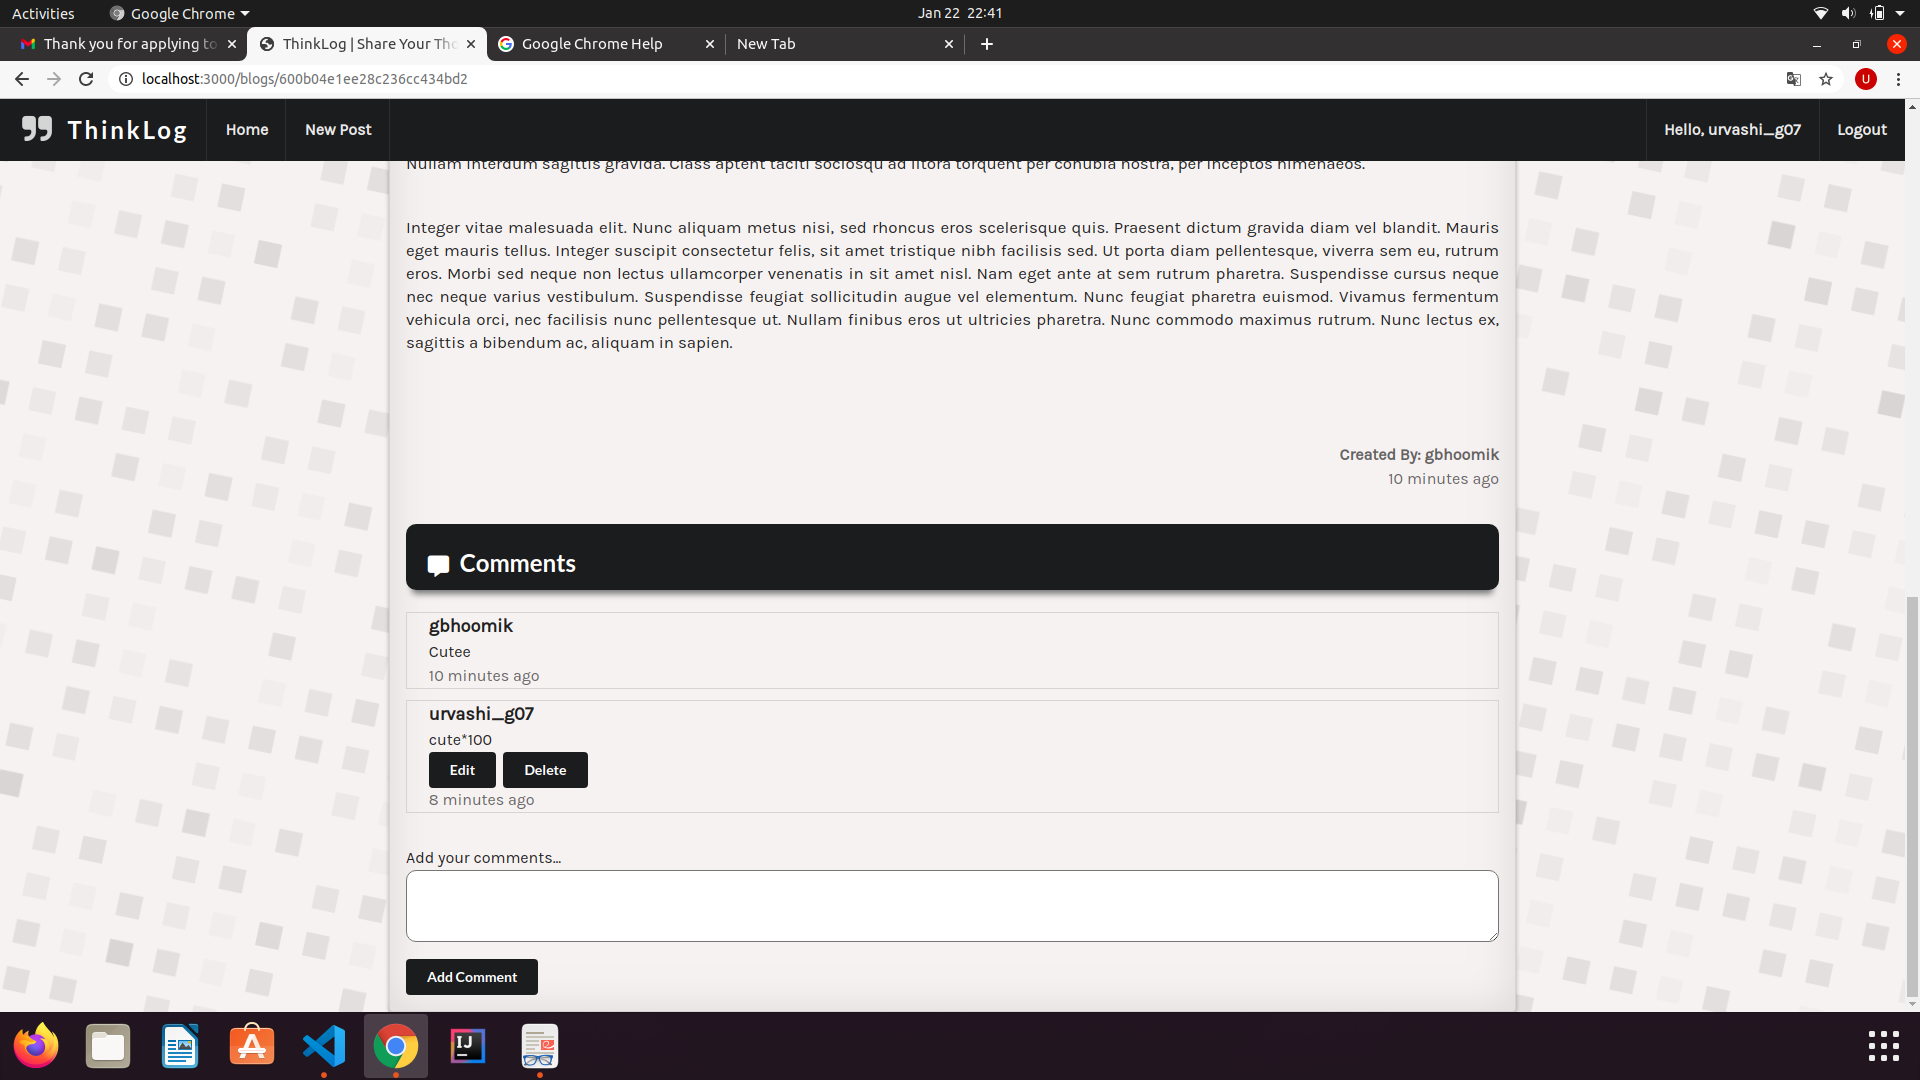 Activities
Google Chrome
Jan 22 22:41
Thank you for applying to
ThinkLog | Share Your Tho
Google Chrome Help
New Tab
localhost:3000/blogs/600b04e1ee28c236cc434bd2
U
ThinkLog
Home
New Post
Hello, urvashi_g07
Logout
Nullam interdum sagittis gravida. Class aptent taciti sociosqu ad litora torquent per conubia nostra, per inceptos himenaeos.
Integer vitae malesuada elit. Nunc aliquam metus nisi, sed rhoncus eros scelerisque quis. Praesent dictum gravida diam vel blandit. Mauris
eget mauris tellus. Integer suscipit consectetur felis, sit amet tristique nibh facilisis sed. Ut porta diam pellentesque, viverra sem eu, rutrum
eros. Morbi sed neque non lectus ullamcorper venenatis in sit amet nisl. Nam eget ante at sem rutrum pharetra. Suspendisse cursus neque
nec neque varius vestibulum. Suspendisse feugiat sollicitudin augue vel elementum. Nunc feugiat pharetra euismod. Vivamus fermentum
vehicula orci, nec facilisis nunc pellentesque ut. Nullam finibus eros ut ultricies pharetra. Nunc commodo maximus rutrum. Nunc lectus ex,
sagittis a bibendum ac, aliquam in sapien.
Created By: gbhoomik
10 minutes ago
Comments
gbhoomik
Cutee
10 minutes ago
urvashi_g07
cute*100
Edit
Delete
8 minutes ago
Add your comments...
Add Comment
IJ